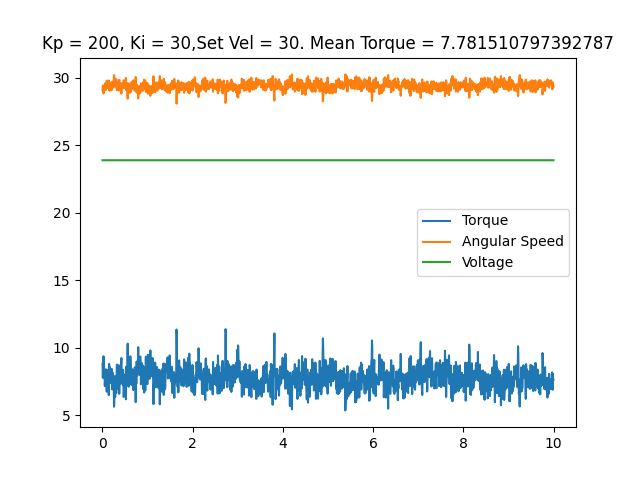 Kp = 200, Ki = 30,Set Vel = 30. Mean Torque = 7.781510797392787
30
25
20
15
10
5
Torque
Angular Speed
Voltage
0 2 4 6 8 10